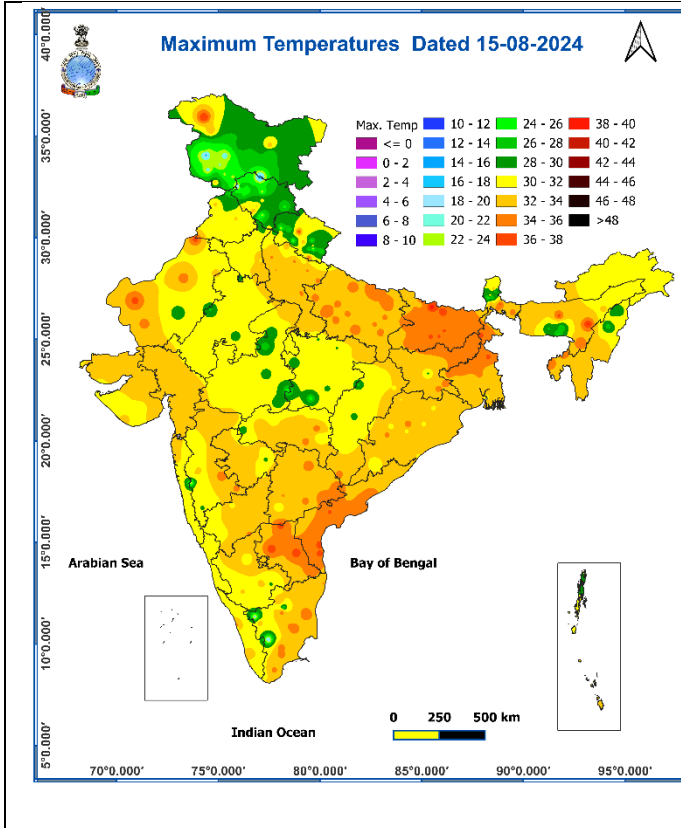 Maximum Temperatures Dated 15-08-2024
Max. Temp
<= 0
0 - 2
2 - 4
4 - 6
6 - 8
8 - 10
10 - 12
12 - 14
14 - 16
16 - 18
18 - 20
20 - 22
22 - 24
24 - 26
26 - 28
28 - 30
30 - 32
32 - 34
34 - 36
36 - 38
38 - 40
40 - 42
42 - 44
44 - 46
46 - 48
>48
40°0.000'
35°0.000'
30°0.000'
25°0.000'
20°0.000'
15°0.000'
10°0.000'
5°0.000'
Arabian Sea
Bay of Bengal
Indian Ocean
0 250 500 km
70°0.000' 75°0.000' 80°0.000' 85°0.000' 90°0.000' 95°0.000'